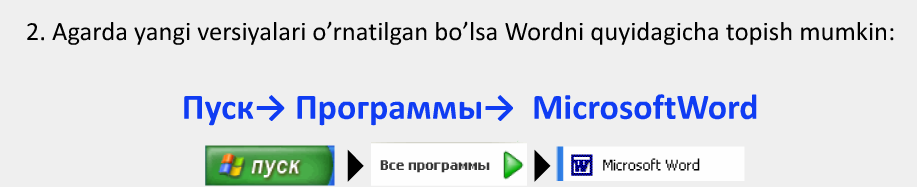 2. Agarda yangi versiyalari o’rnatilgan bo’lsa Wordni quyidagicha topish mumkin:
Пуск→ Программы→ MicrosoftWord
пуск Все программы Microsoft Word